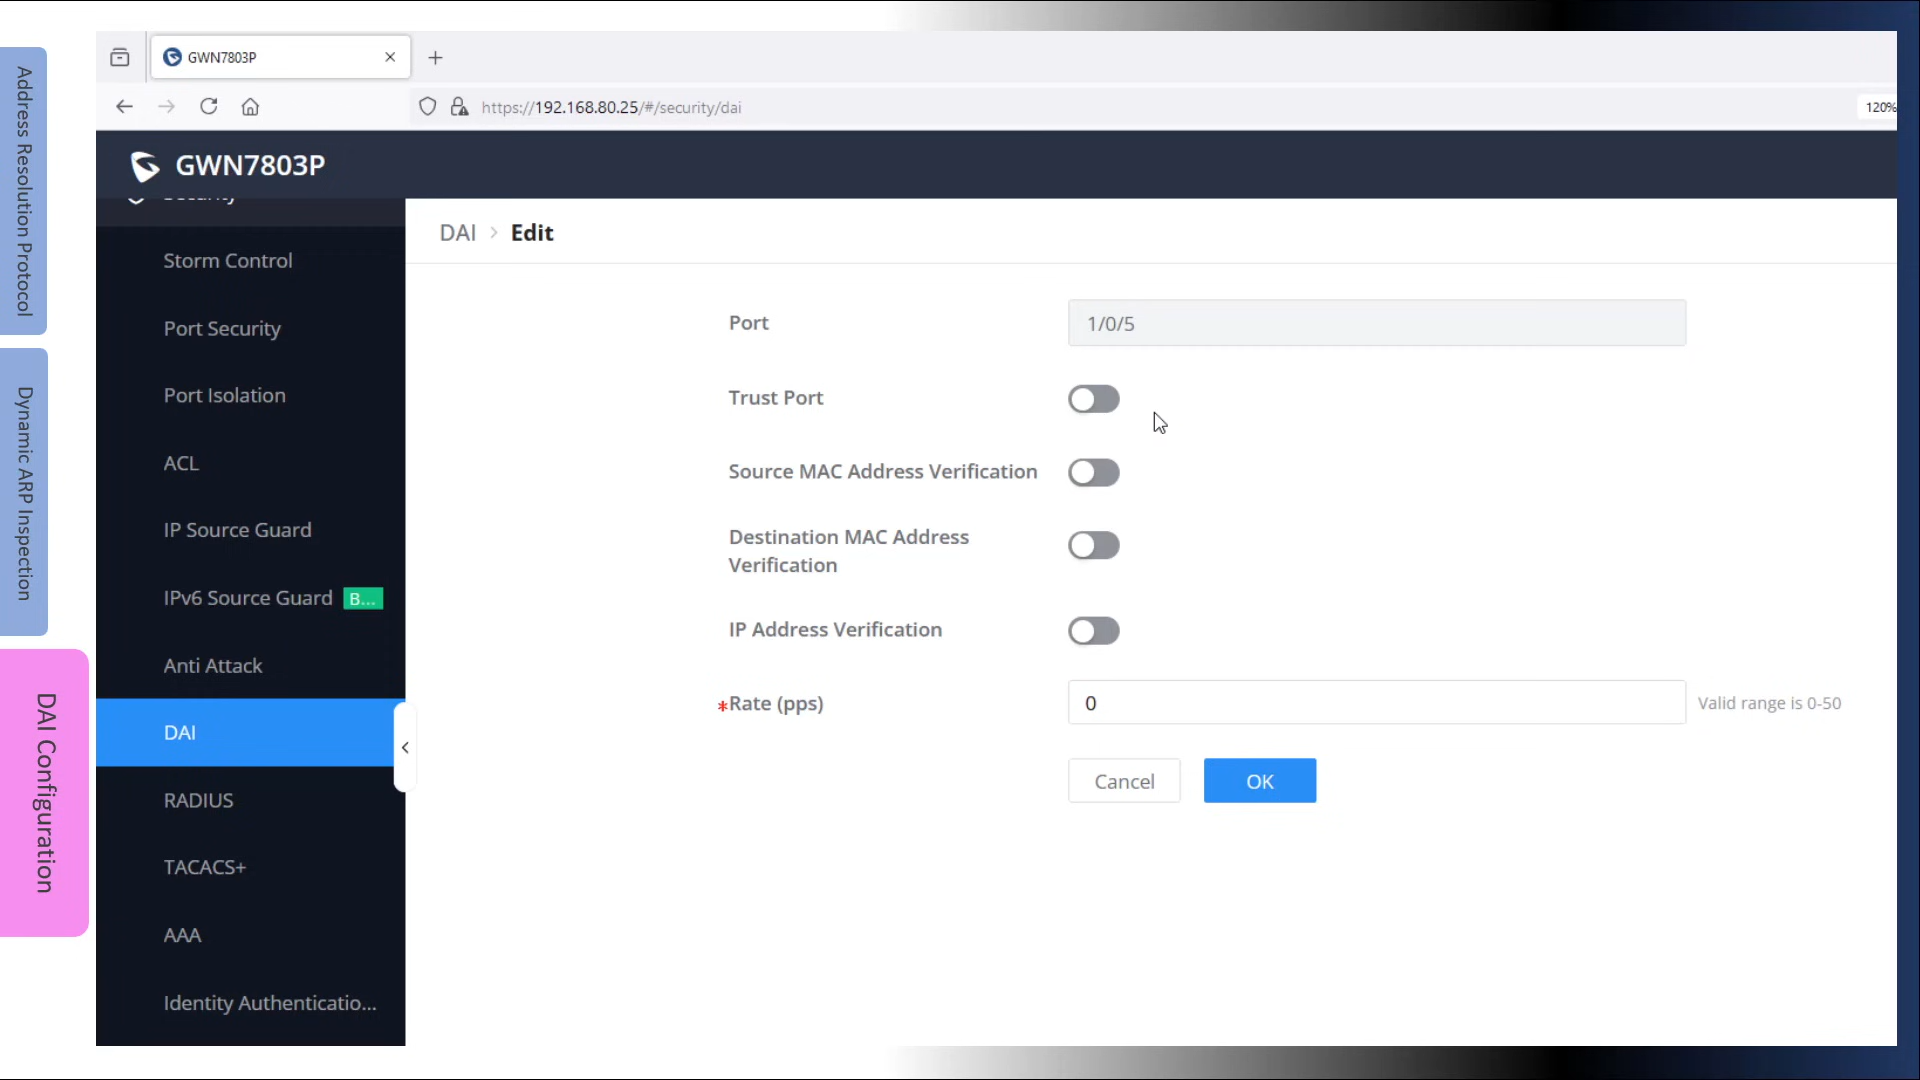 Address Resolution Protocol
Dynamic ARP Inspection
DAI Configuration
GWN7803P
https://192.168.80.25/#/security/dai
120%
GWN7803P
Security
Storm Control
Port Security
Port Isolation
ACL
IP Source Guard
IPv6 Source Guard B...
Anti Attack
DAI
RADIUS
TACACS+
AAA
Identity Authenticatio...
DAI > Edit
Port 1/0/5
Trust Port
Source MAC Address Verification
Destination MAC Address
Verification
IP Address Verification
*Rate (pps) 0 Valid range is 0-50
Cancel OK